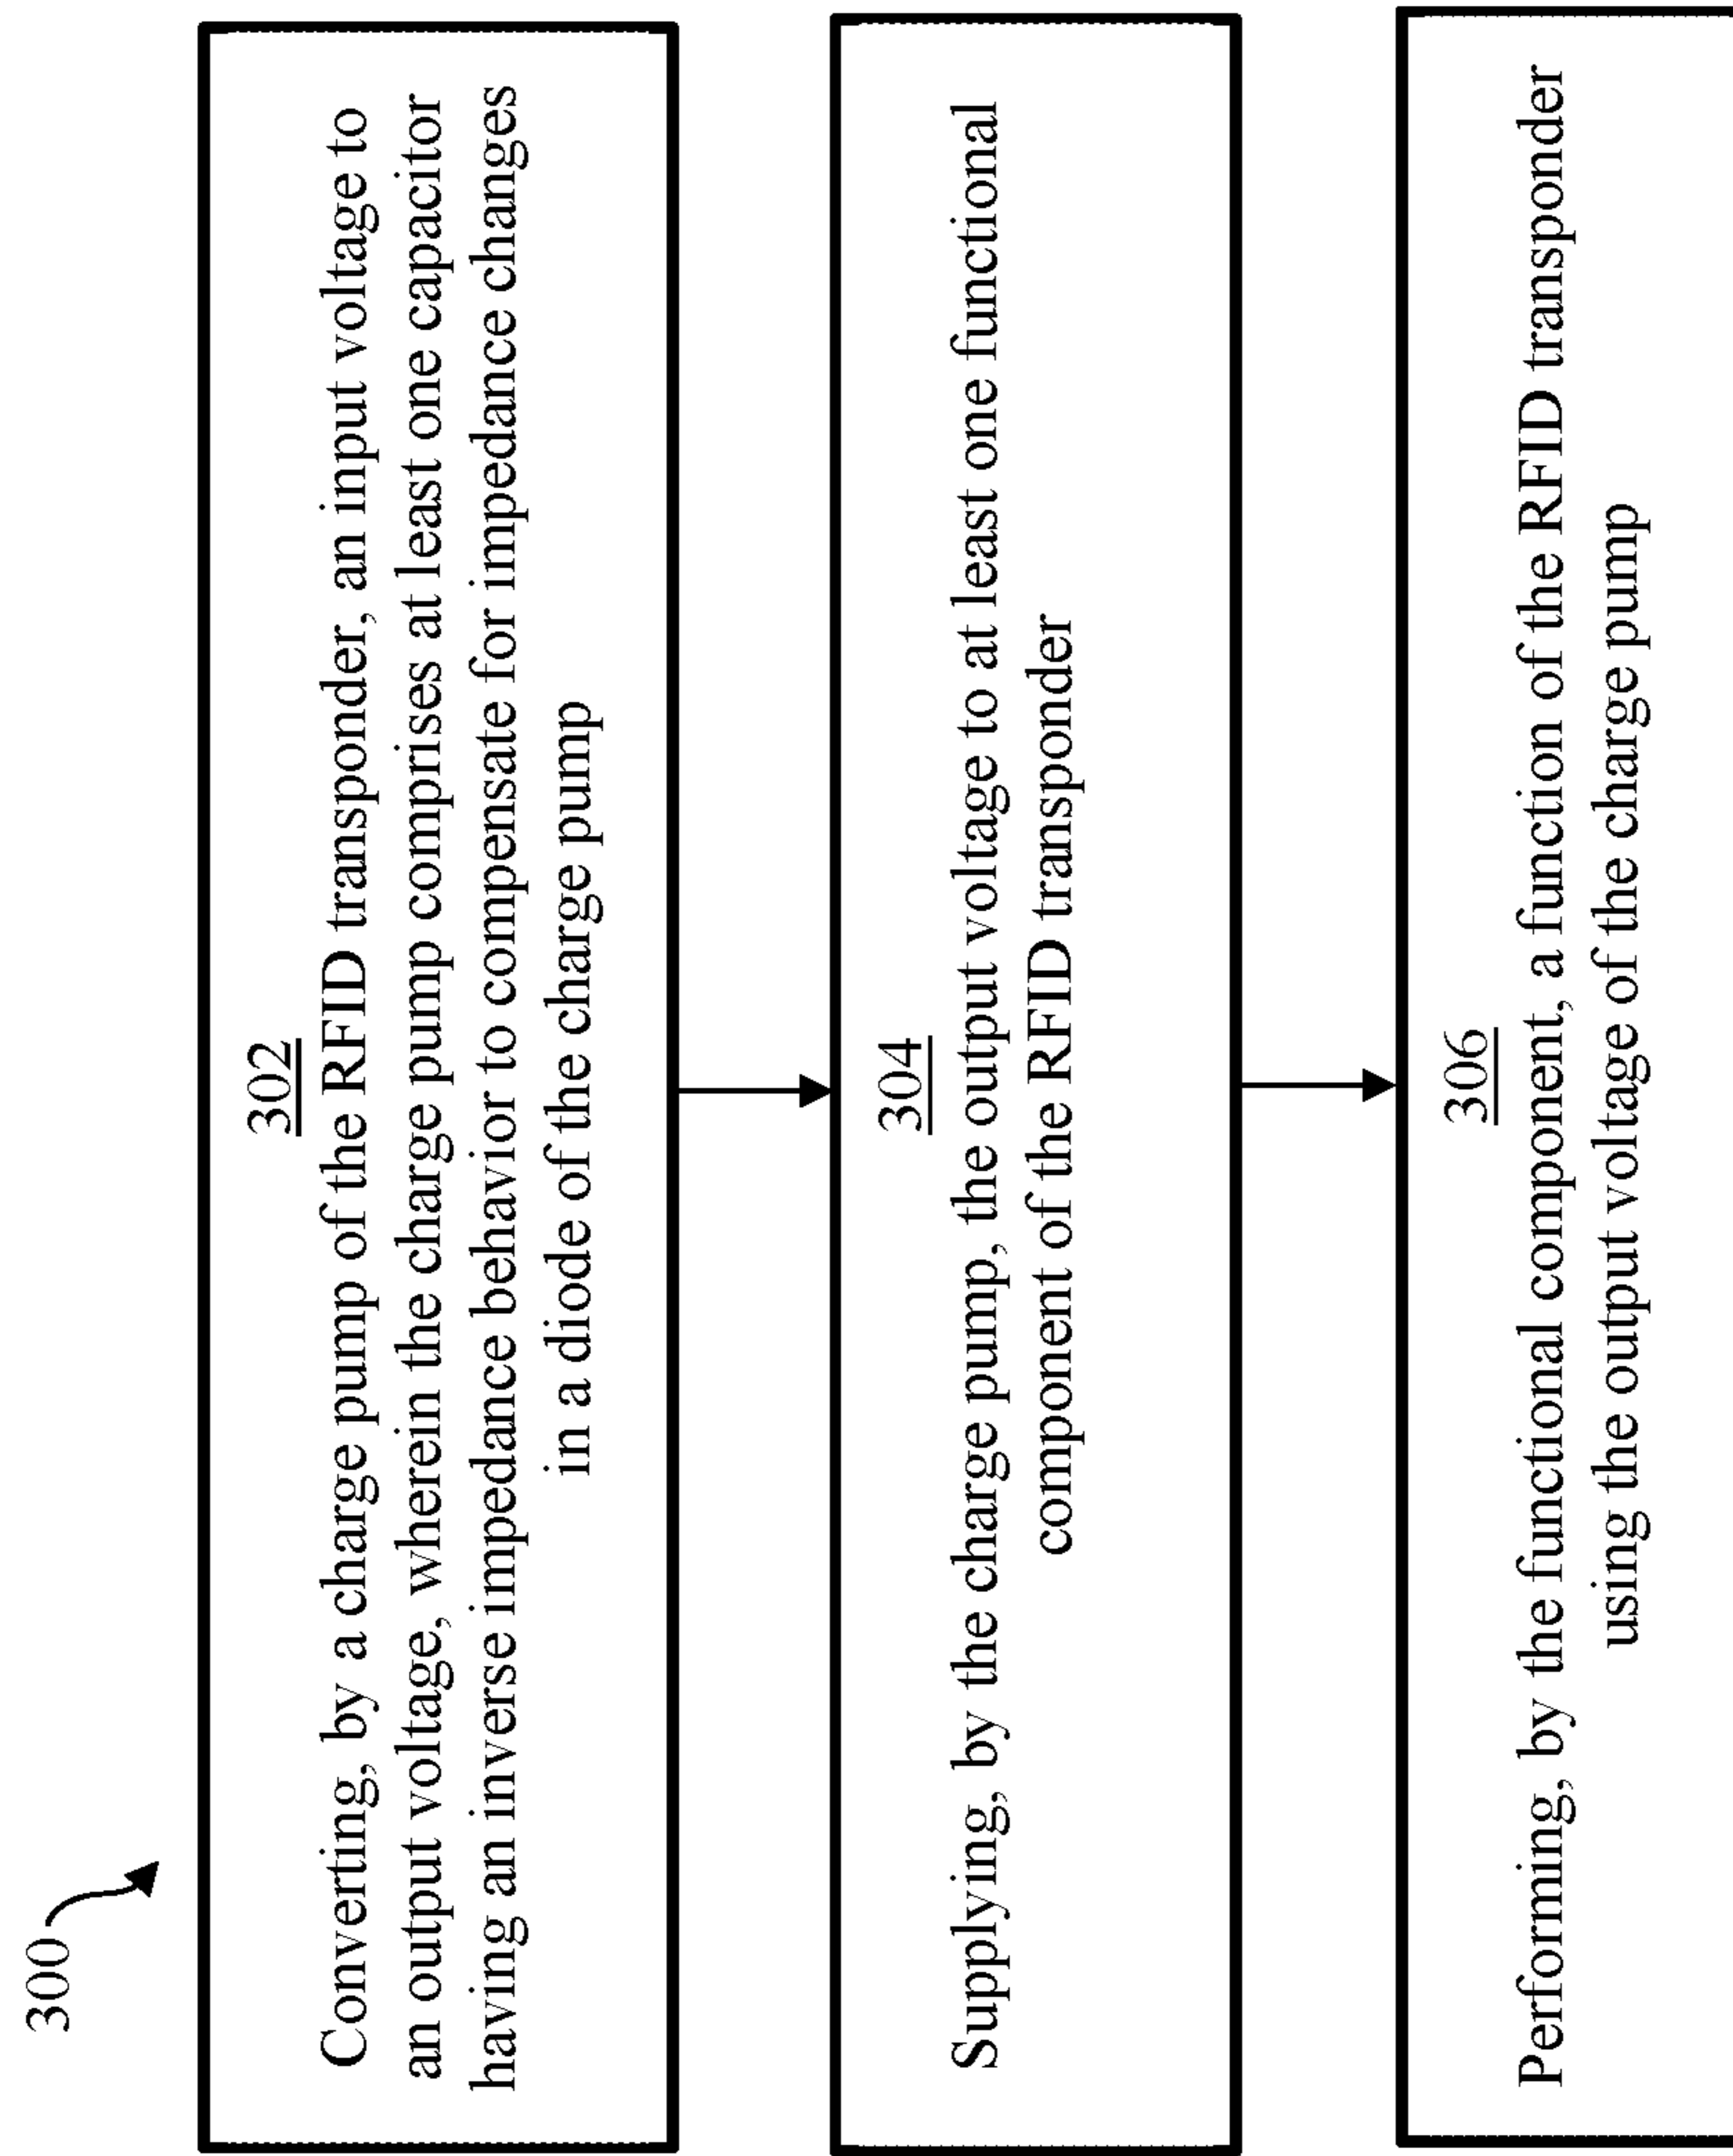 300
302
Converting, by a charge pump of the RFID transponder, an input voltage to
an output voltage, wherein the charge pump comprises at least one capacitor
having an inverse impedance behavior to compensate for impedance changes
in a diode of the charge pump
304
Supplying, by the charge pump, the output voltage to at least one functional
component of the RFID transponder
306
Performing, by the functional component, a function of the RFID transponder
using the output voltage of the charge pump